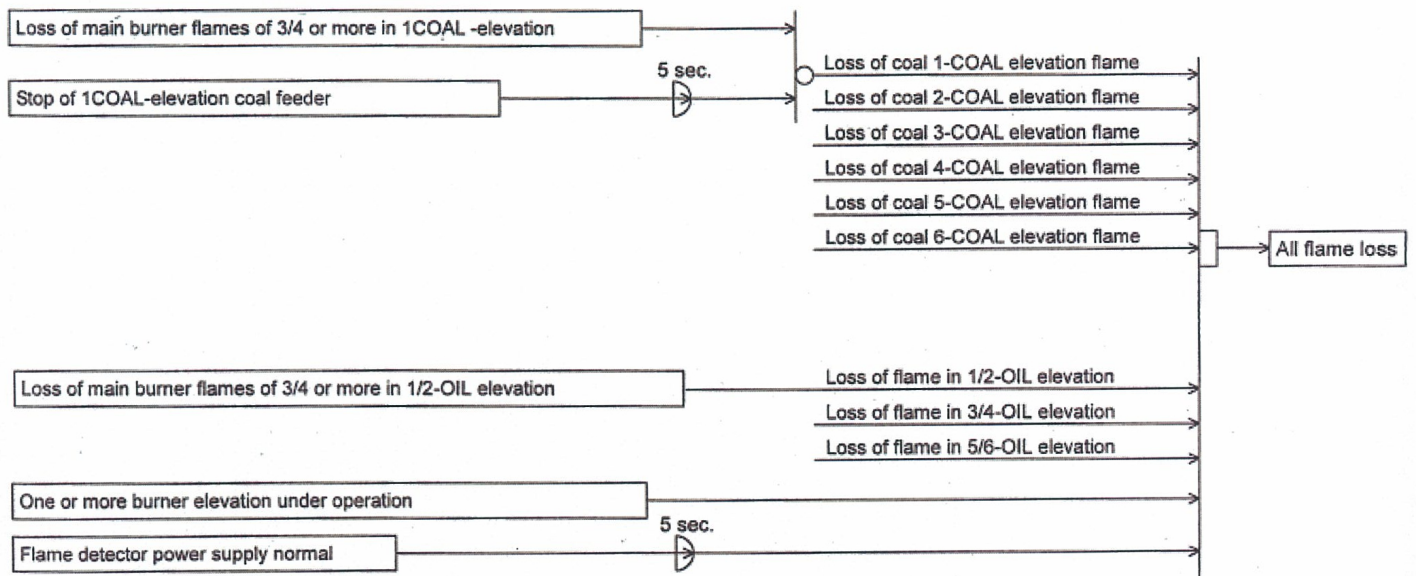 Loss of main burner flames of 3/4 or more in 1COAL -elevation
5 sec.
Loss of coal 1-COAL elevation flame
Stop of 1COAL-elevation coal feeder
Loss of coal 2-COAL elevation flame
Loss of coal 3-COAL elevation flame
Loss of coal 4-COAL elevation flame
Loss of coal 5-COAL elevation flame
Loss of coal 6-COAL elevation flame
All flame loss
Loss of main burner flames of 3/4 or more in 1/2-OIL elevation
Loss of flame in 1/2-OIL elevation
Loss of flame in 3/4-OIL elevation
Loss of flame in 5/6-OIL elevation
One or more burner elevation under operation
5 sec.
Flame detector power supply normal